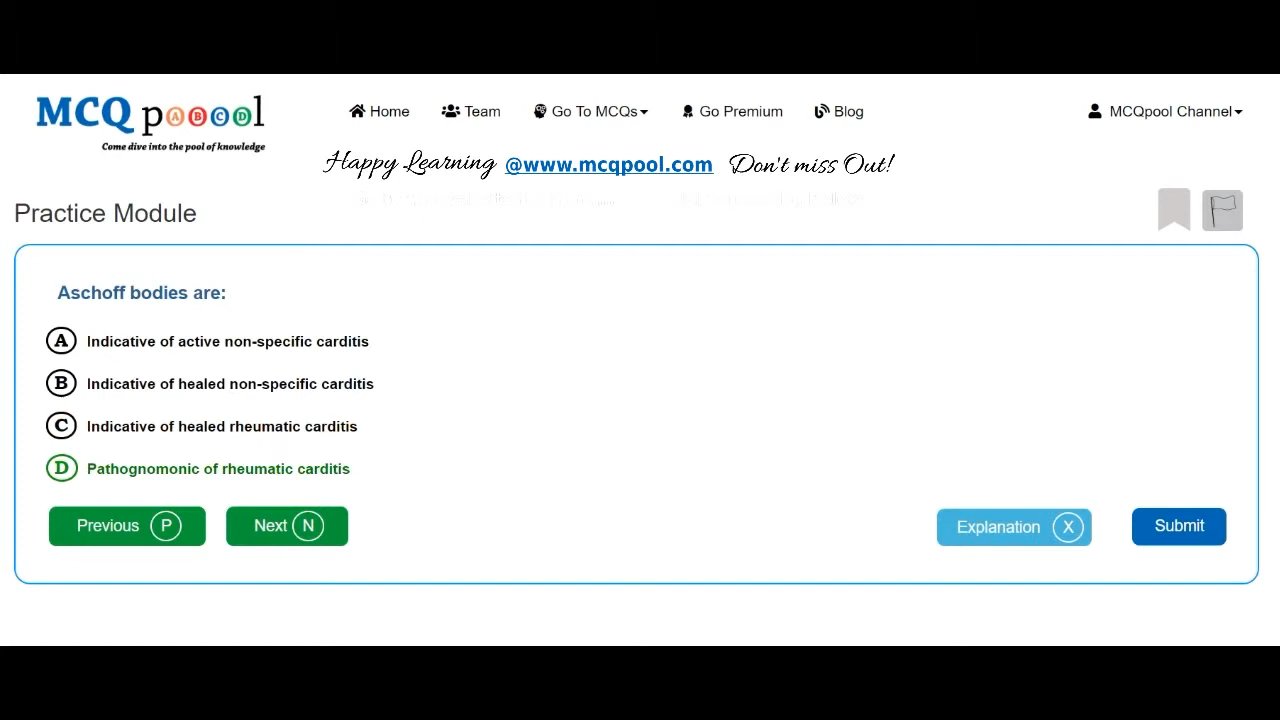 MCQ pABCDl
Come dive into the pool of knowledge
Home Team Go To MCQs Go Premium Blog MCQpool Channel
Happy Learning @www.mcqpool.com Don't miss Out!
Practice Module
Aschoff bodies are:
A Indicative of active non-specific carditis
B Indicative of healed non-specific carditis
C Indicative of healed rheumatic carditis
D Pathognomonic of rheumatic carditis
Previous P Next N Explanation X Submit